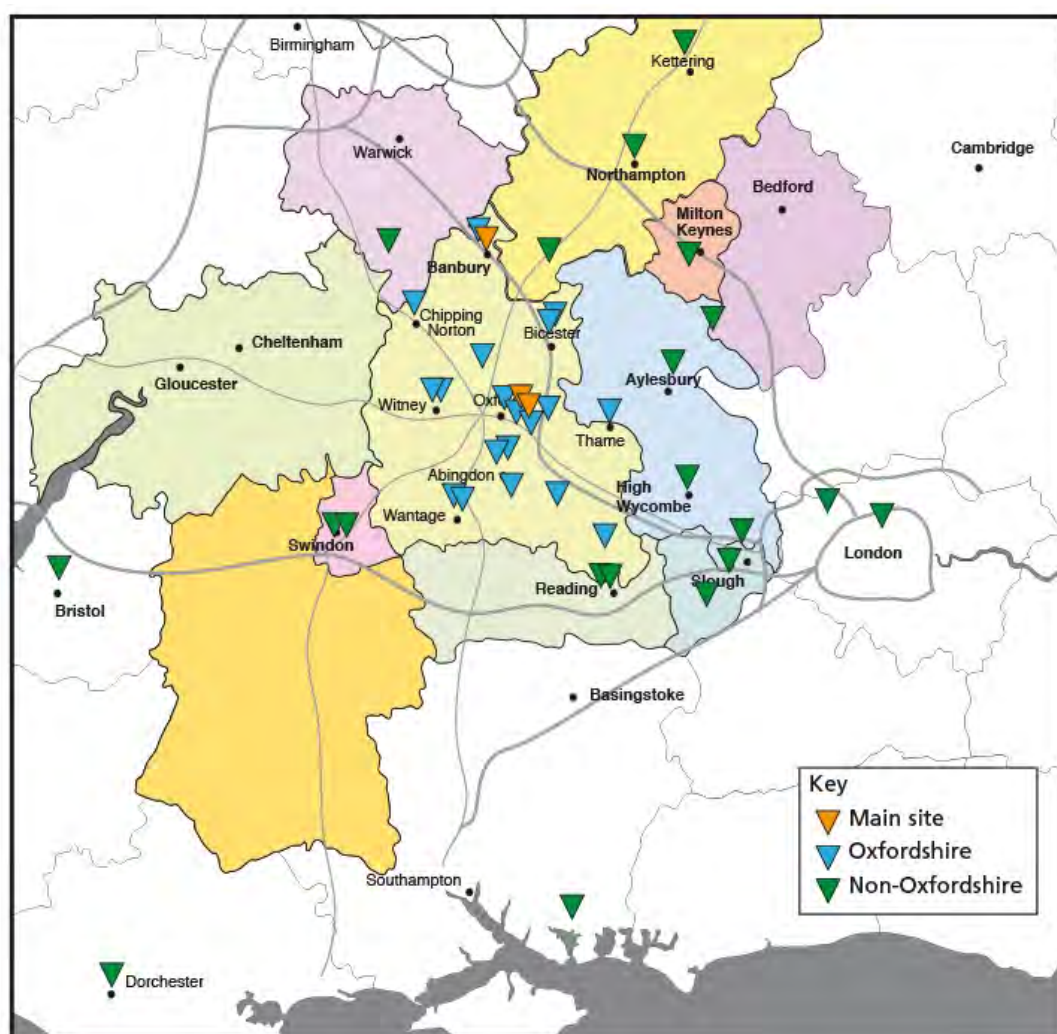 Birmingham
Kettering
Warwick
Northampton
Cambridge
Bedford
Milton
Keynes
Banbury
Chipping
Norton
Bicester
Cheltenham
Gloucester
Aylesbury
Witney
Thame
Abingdon
High
Wycombe
Wantage
Swindon
London
Slough
Reading
Bristol
Basingstoke
Key
Main site
Oxfordshire
Non-Oxfordshire
Southampton
Dorchester